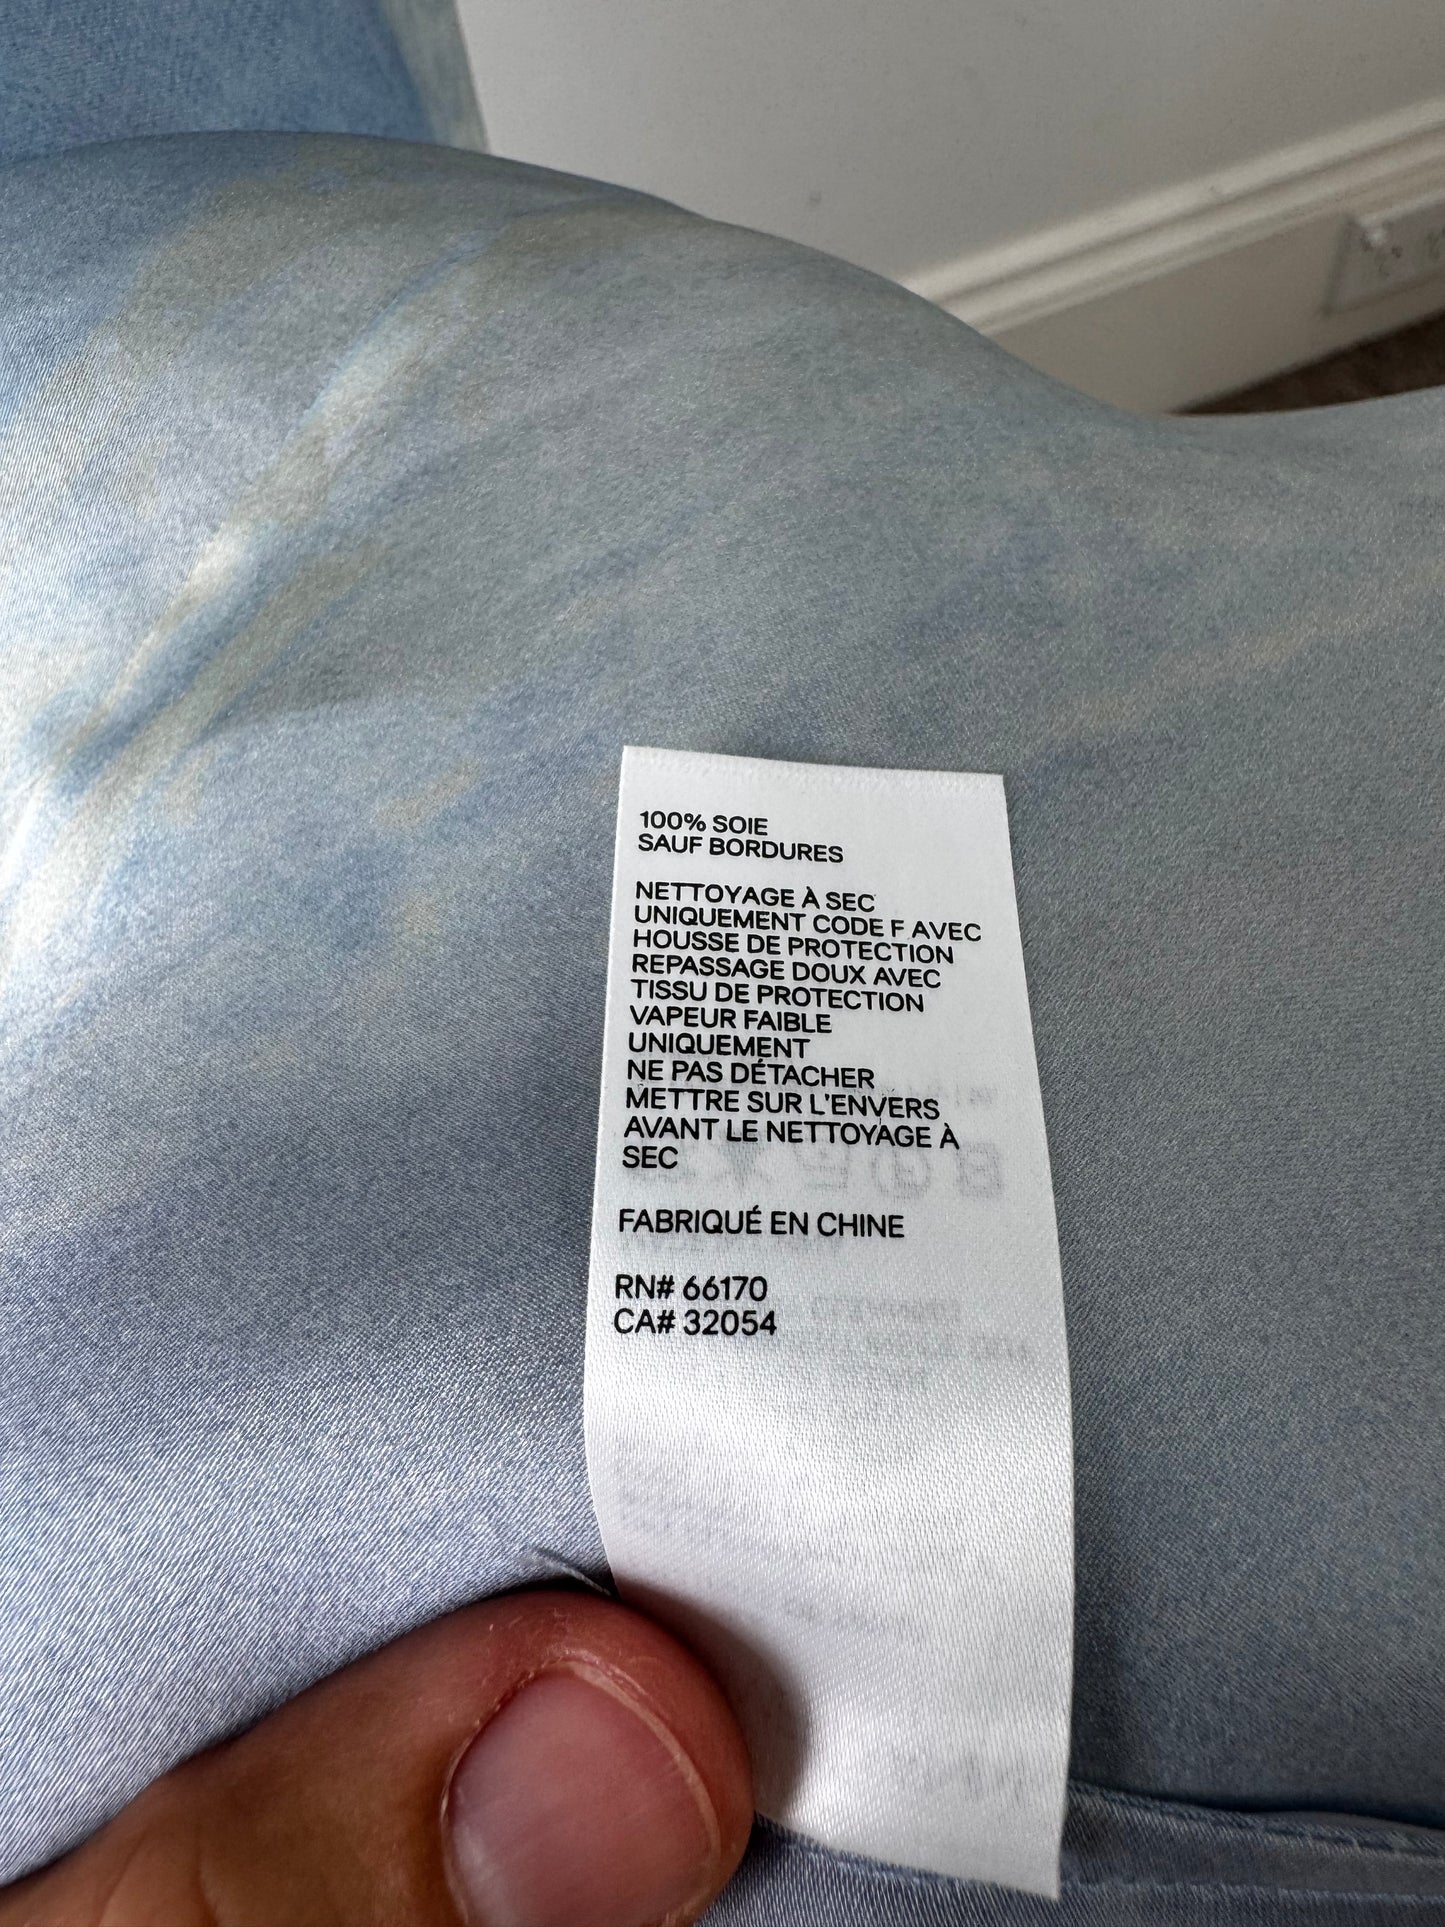 100% SOIE
SAUF BORDURES
NETTOYAGE À SEC
UNIQUEMENT CODE F AVEC
HOUSSE DE PROTECTION
REPASSAGE DOUX AVEC
TISSU DE PROTECTION
VAPEUR FAIBLE
UNIQUEMENT
NE PAS DÉTACHER
METTRE SUR L'ENVERS
AVANT LE NETTOYAGE À
SEC
FABRIQUÉ EN CHINE
RN# 66170
CA# 32054